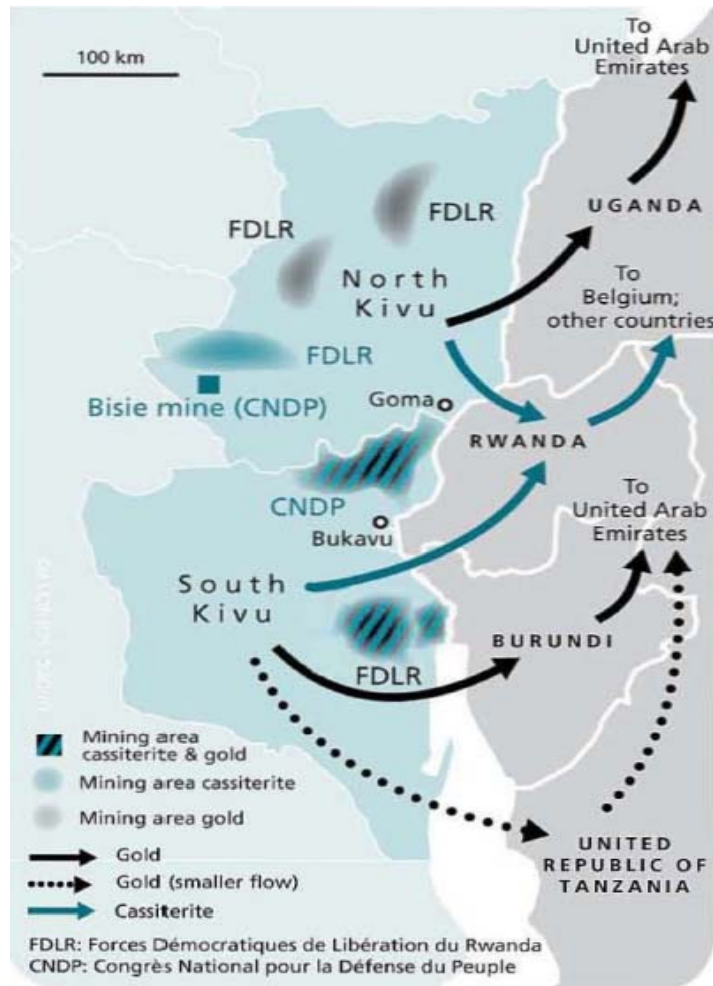 100 km
To
United Arab
Emirates
FDLR
FDLR
UGANDA
North
Kivu
To
Belgium;
other countries
FDLR
Bisie mine (CNDP)
Goma
RWANDA
CNDP
Bukavu
To
United Arab
Emirates
South
Kivu
BURUNDI
FDLR
Mining area
cassiterite & gold
Mining area cassiterite
Mining area gold
Gold
Gold (smaller flow)
Cassiterite
UNITED
REPUBLIC OF
TANZANIA
FDLR: Forces Démocratiques de Libération du Rwanda
CNDP: Congrès National pour la Défense du Peuple